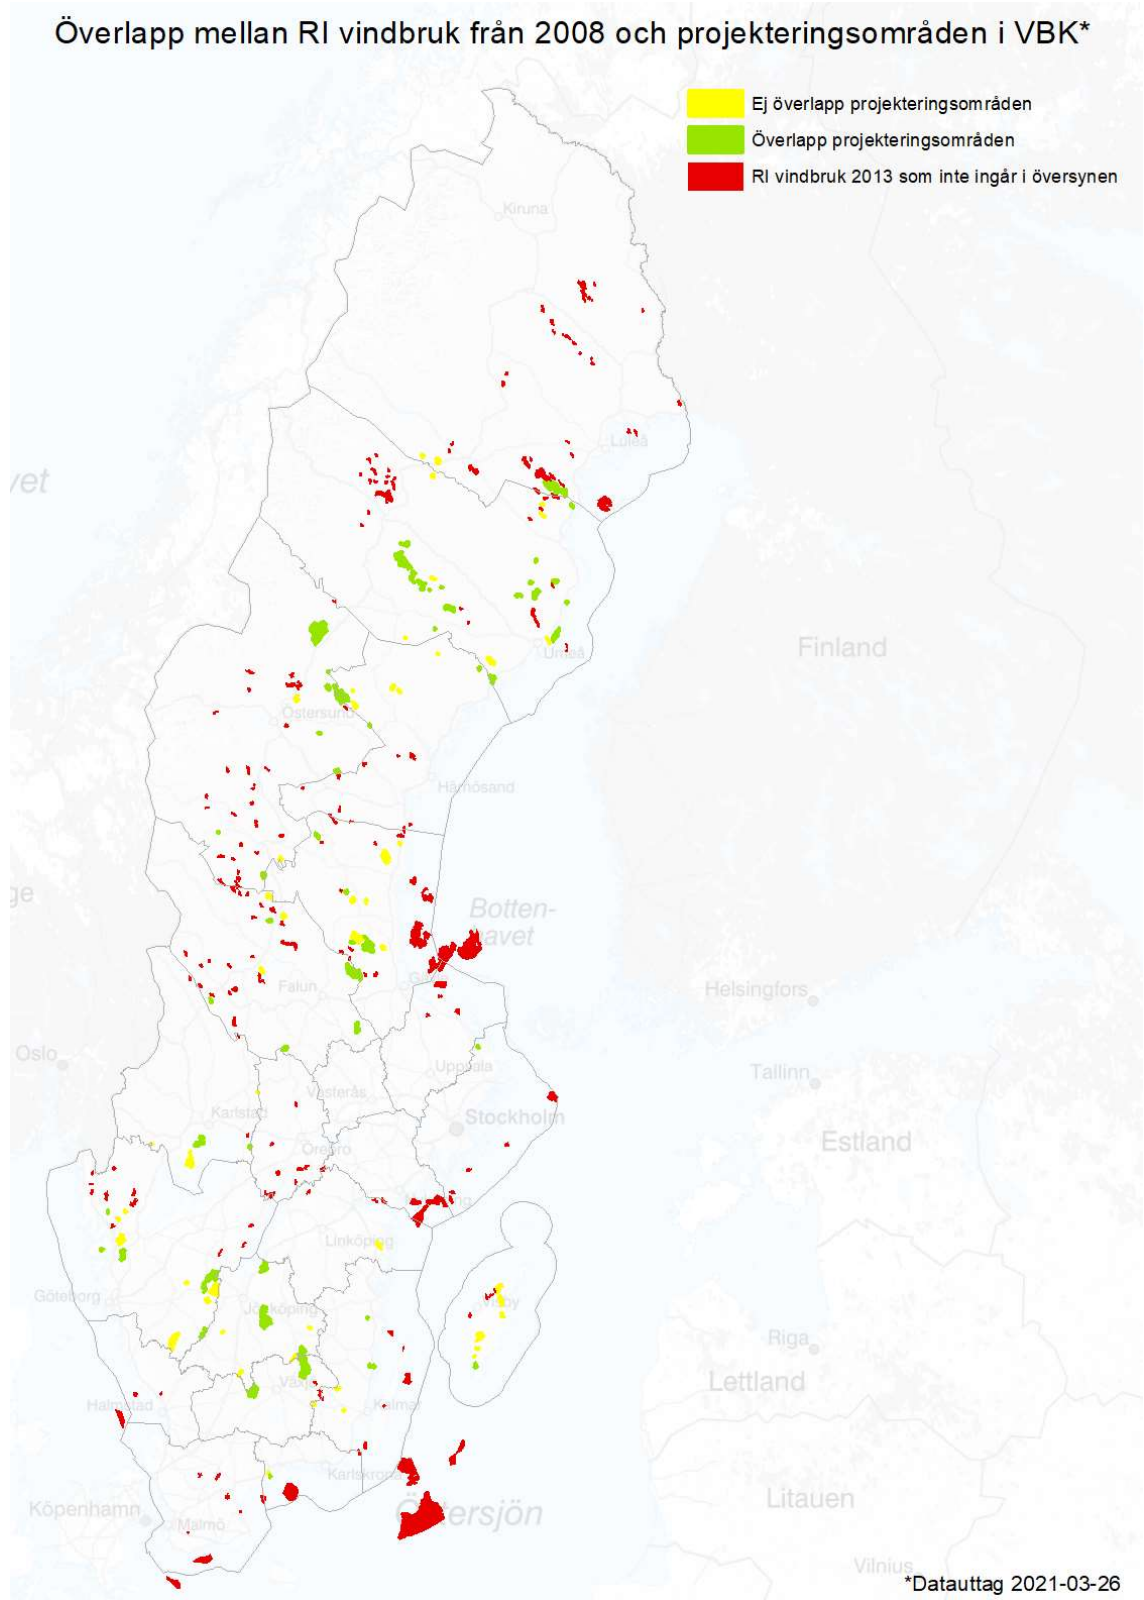 Överlapp mellan RI vindbruk från 2008 och projekteringsområden i VBK*
Ej överlapp projekteringsområden
Överlapp projekteringsområden
RI vindbruk 2013 som inte ingår i översynen
Kiruna
Luleå
vet
Finland
Umeå
Östersund
Härnösand
ge
Botten-
havet
Falun
Helsingfors
Oslo
Tallinn
Uppsala
Västerås
Karlstad
Stockholm
Örebro
Estland
Linköping
Göteborg
Jönköping
Visby
Riga
Lettland
Växjö
Halmstad
Kalmar
Karlskrona
Köpenhamn
Malmö
Östersjön
Litauen
Vilnius
*Datauttag 2021-03-26